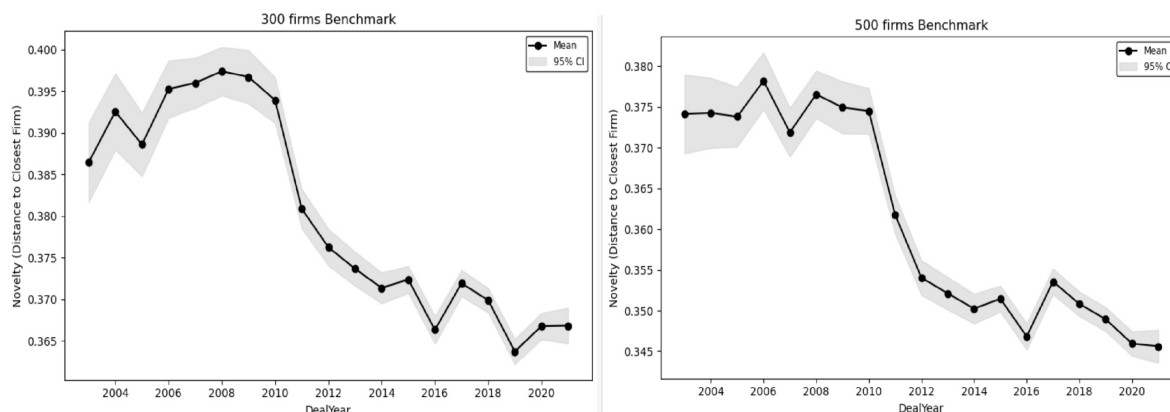 300 firms Benchmark
Novelty (Distance to Closest Firm)
0.400
0.395
0.390
0.385
0.380
0.375
0.370
0.365
Mean
95% CI
2004 2006 2008 2010 2012 2014 2016 2018 2020
DealYear
500 firms Benchmark
Novelty (Distance to Closest Firm)
0.380
0.375
0.370
0.365
0.360
0.355
0.350
0.345
Mean
95% C
2004 2006 2008 2010 2012 2014 2016 2018 2020
DealYear